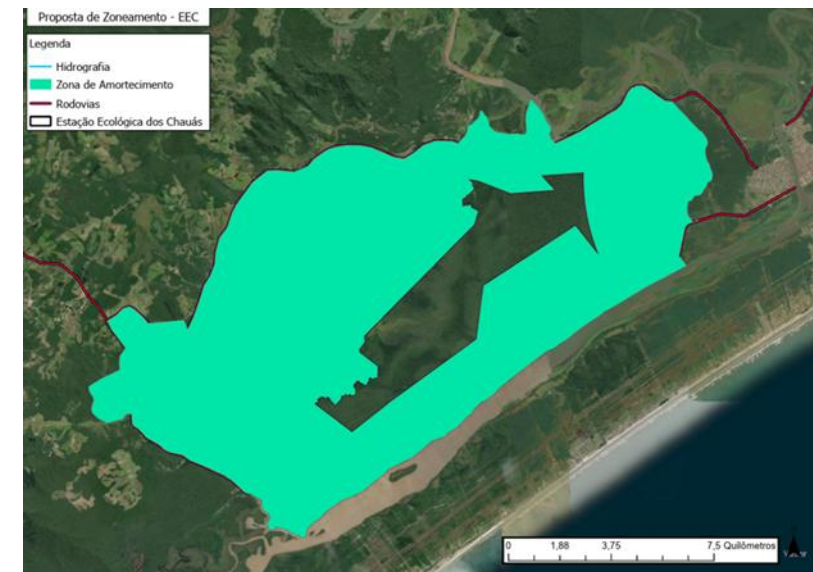 Proposta de Zoneamento - EEC
Legenda
Hidrografia
Zona de Amortecimento
Rodovias
Estação Ecológica dos Chauás
0 1,88 3,75 7,5 Quilômetros